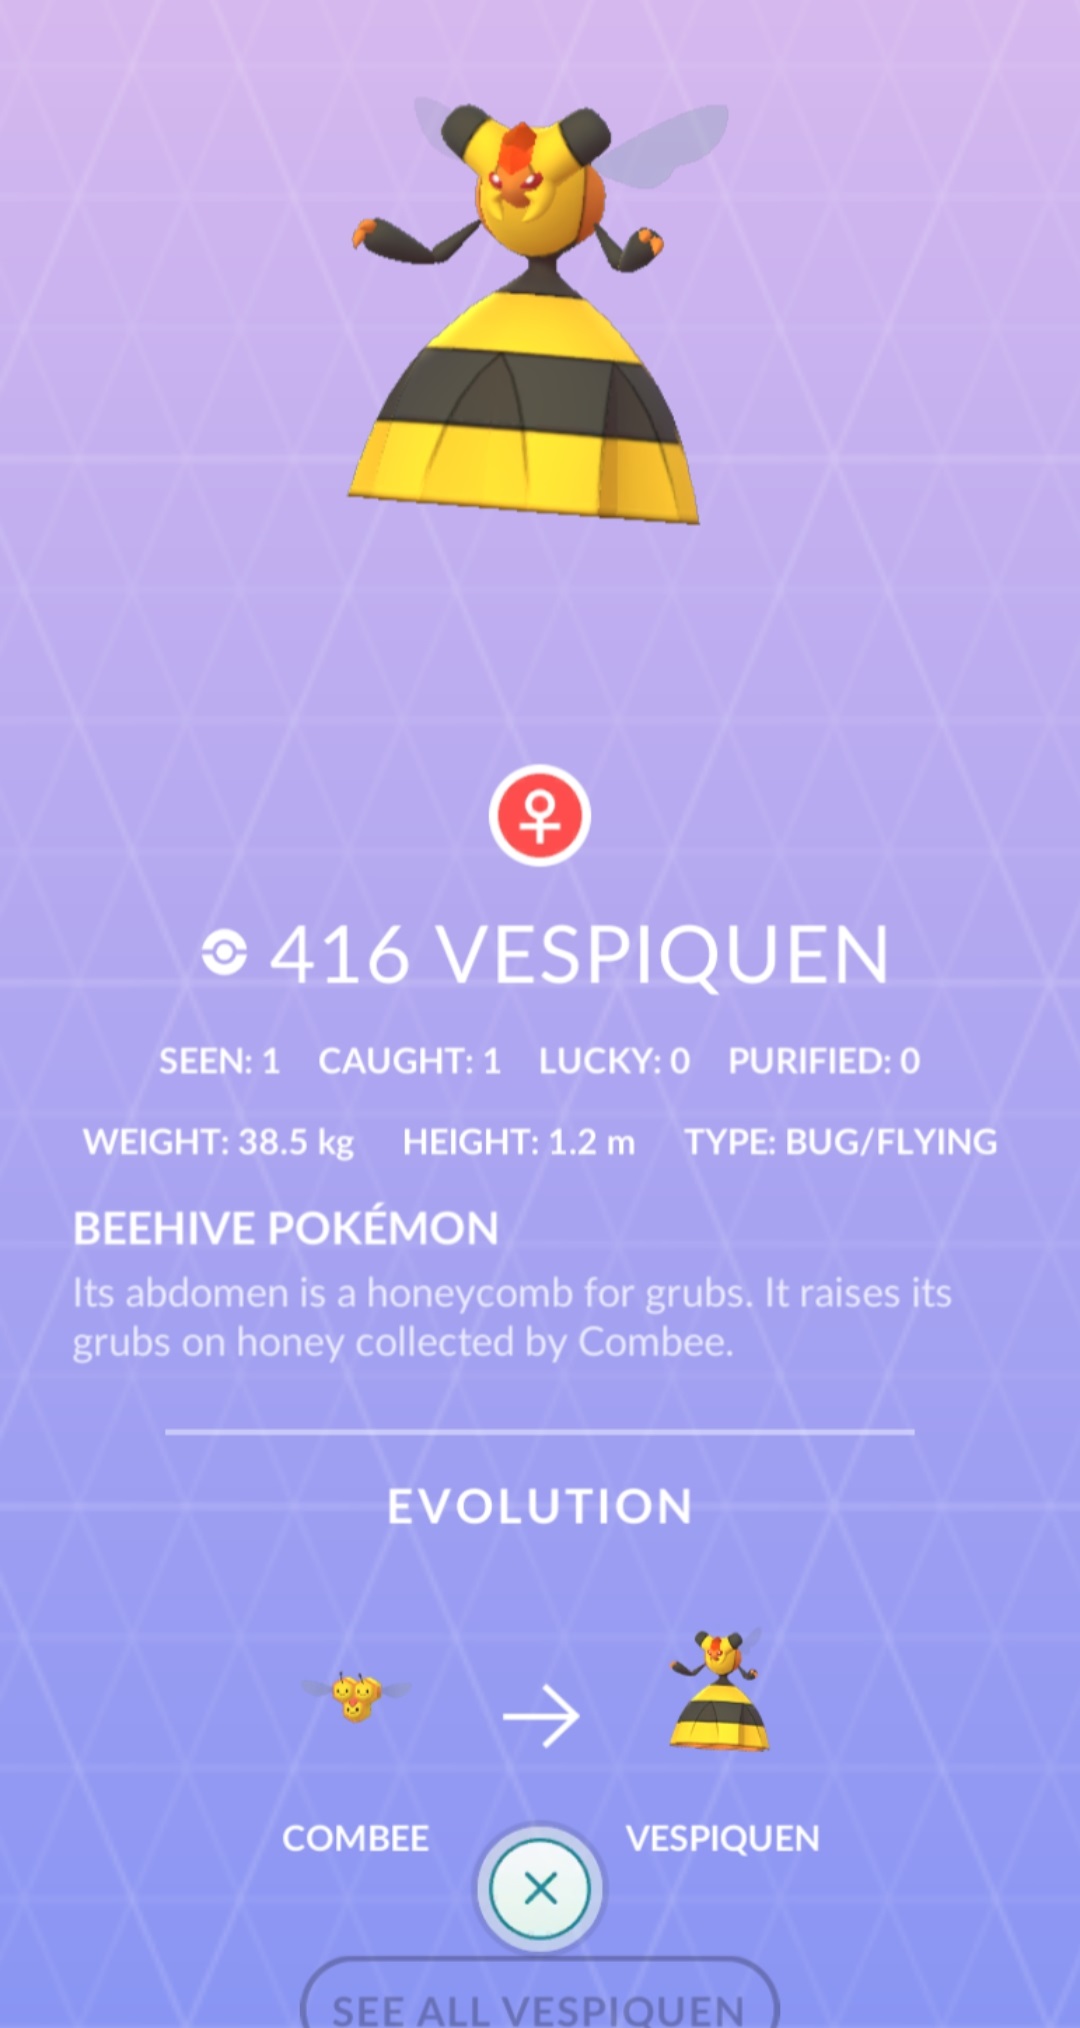 416 VESPIQUEN
SEEN: 1 CAUGHT: 1 LUCKY: 0 PURIFIED: 0
WEIGHT: 38.5 kg HEIGHT: 1.2 m TYPE: BUG/FLYING
BEEHIVE POKÉMON
Its abdomen is a honeycomb for grubs. It raises its
grubs on honey collected by Combee.
EVOLUTION
COMBEE VESPIQUEN
SEE ALL VESPIQUEN